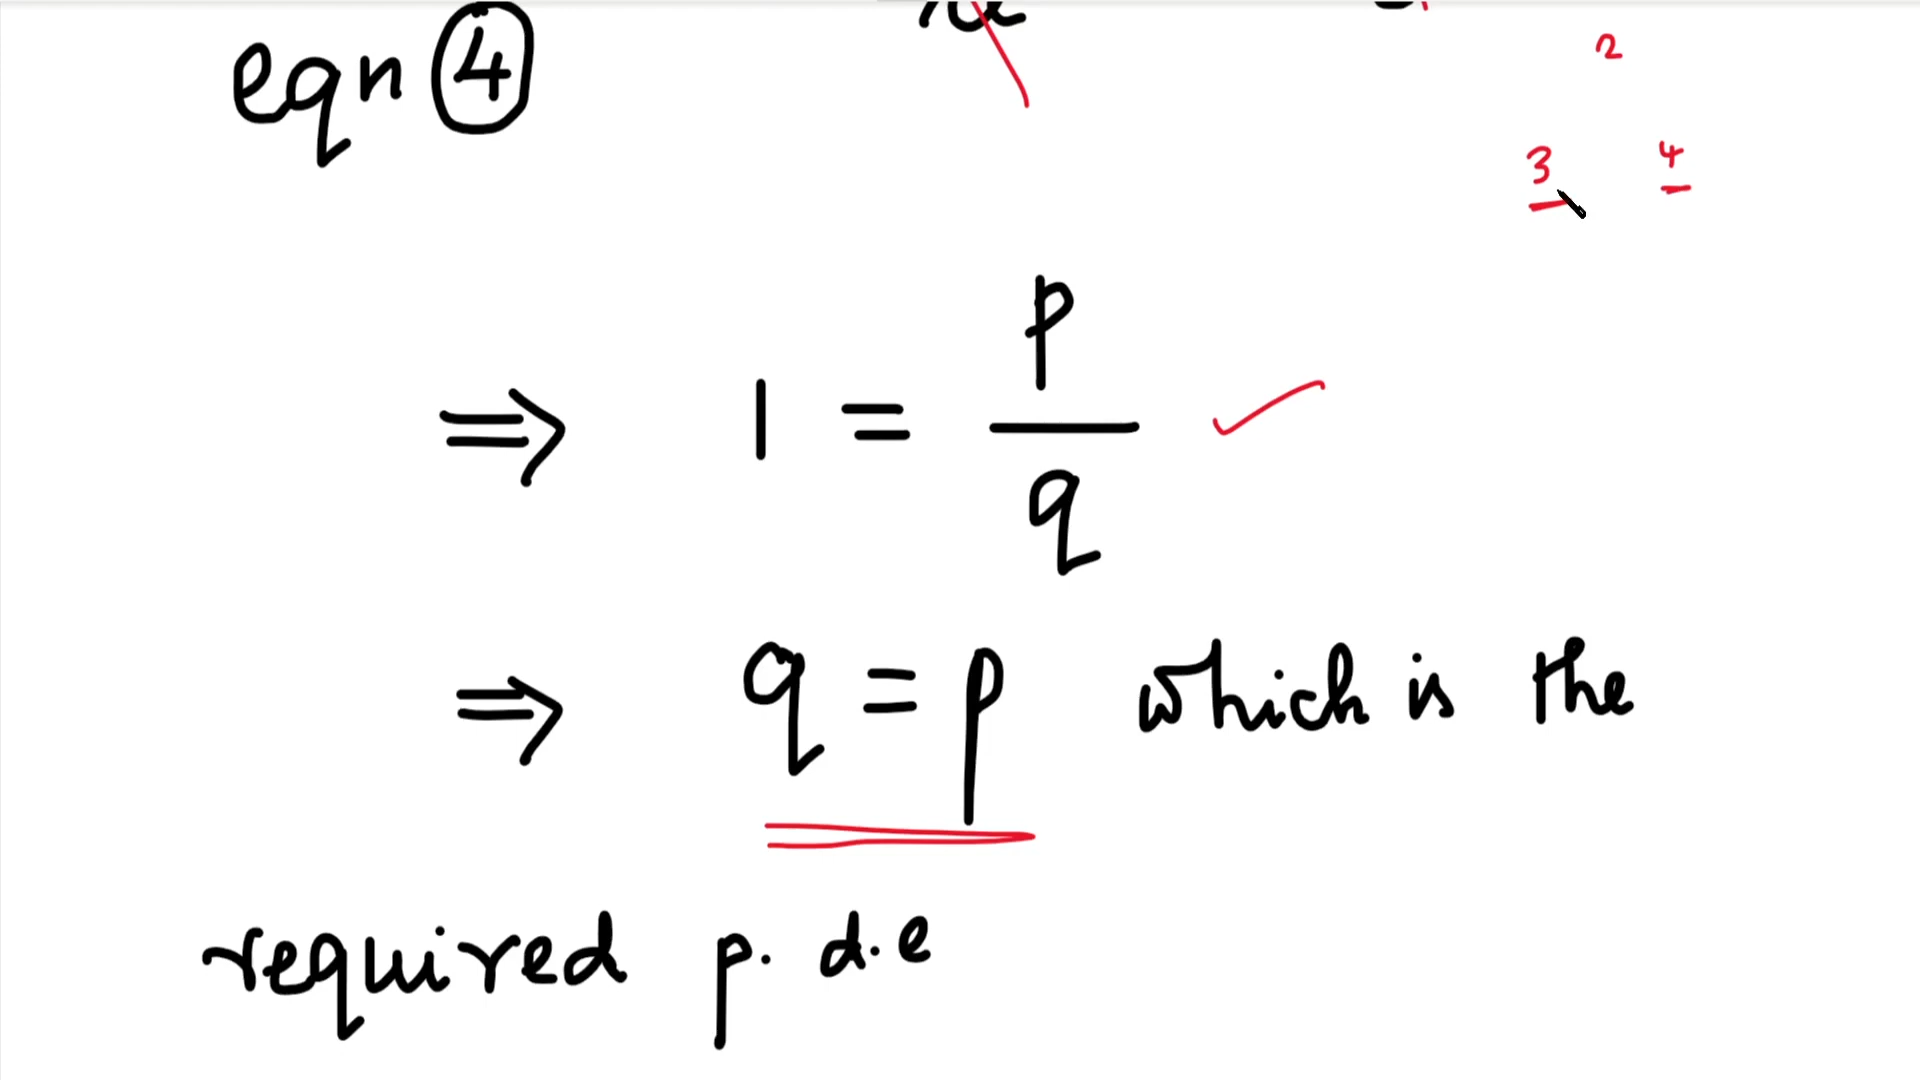 2
eqn ④
3 4
⇒ 1 = p/q ✓
⇒ q = p which is the
required p.d.e